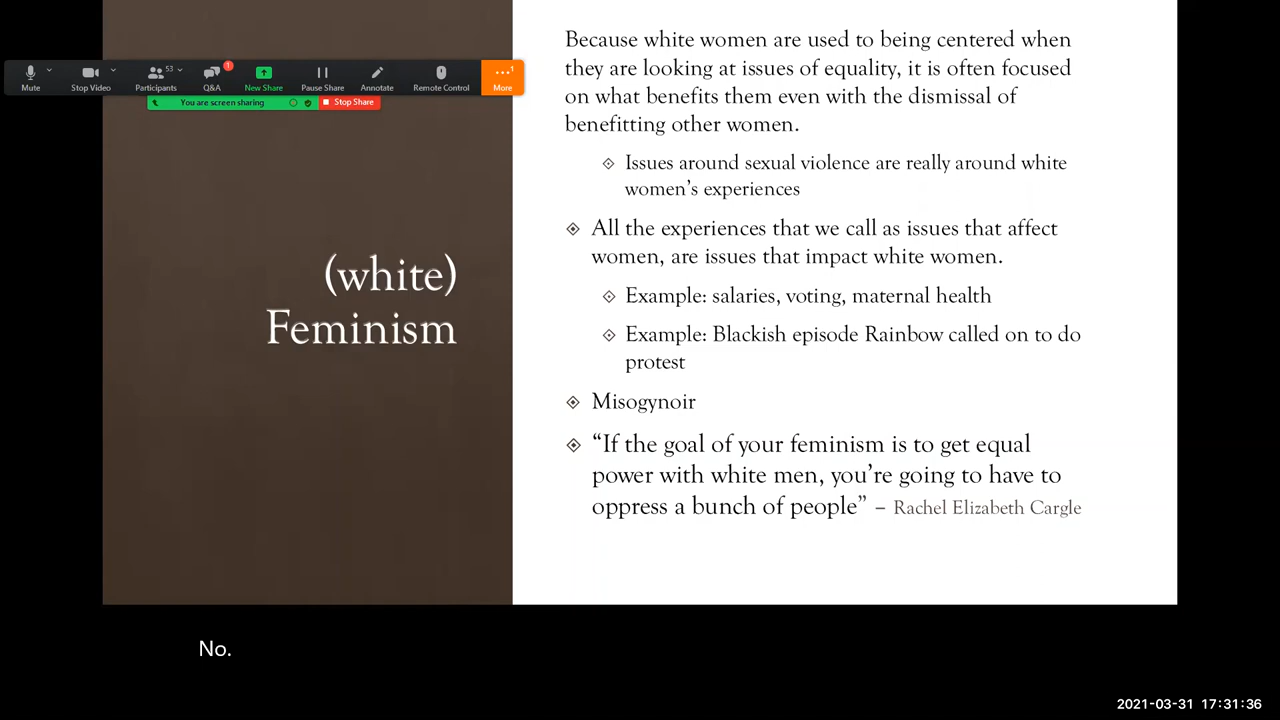 Because white women are used to being centered when
they are looking at issues of equality, it is often focused
on what benefits them even with the dismissal of
benefitting other women.
Issues around sexual violence are really around white
women's experiences
All the experiences that we call as issues that affect
women, are issues that impact white women.
Example: salaries, voting, maternal health
Example: Blackish episode Rainbow called on to do
protest
Misogynoir
“If the goal of your feminism is to get equal
power with white men, you're going to have to
oppress a bunch of people” – Rachel Elizabeth Cargle
(white)
Feminism
Mute
Stop Video
53
Participants
1
Q&A
New Share
Pause Share
Annotate
Remote Control
1
More
You are screen sharing
Stop Share
No.
2021-03-31 17:31:36